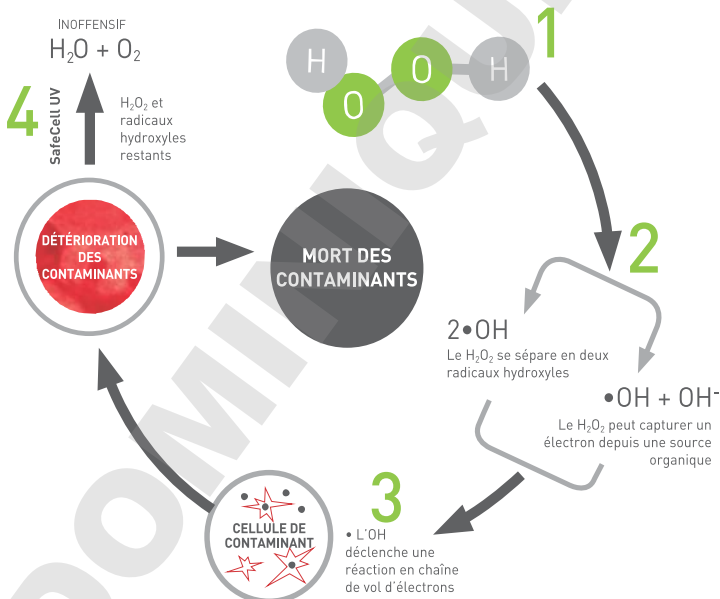 INOFFENSIF
H₂O + O₂
4
SafeCell UV
H₂O₂ et
radicaux
hydroxyles
restants
H
O
O
H
1
DÉTÉRIORATION
DES
CONTAMINANTS
MORT DES
CONTAMINANTS
2
2•OH
Le H₂O₂ se sépare en deux
radicaux hydroxyles
•OH + OH⁻
Le H₂O₂ peut capturer un
électron depuis une source
organique
3
• L'OH
déclenche une
réaction en chaîne
de vol d'électrons
CELLULE DE
CONTAMINANT
DOMINIQU